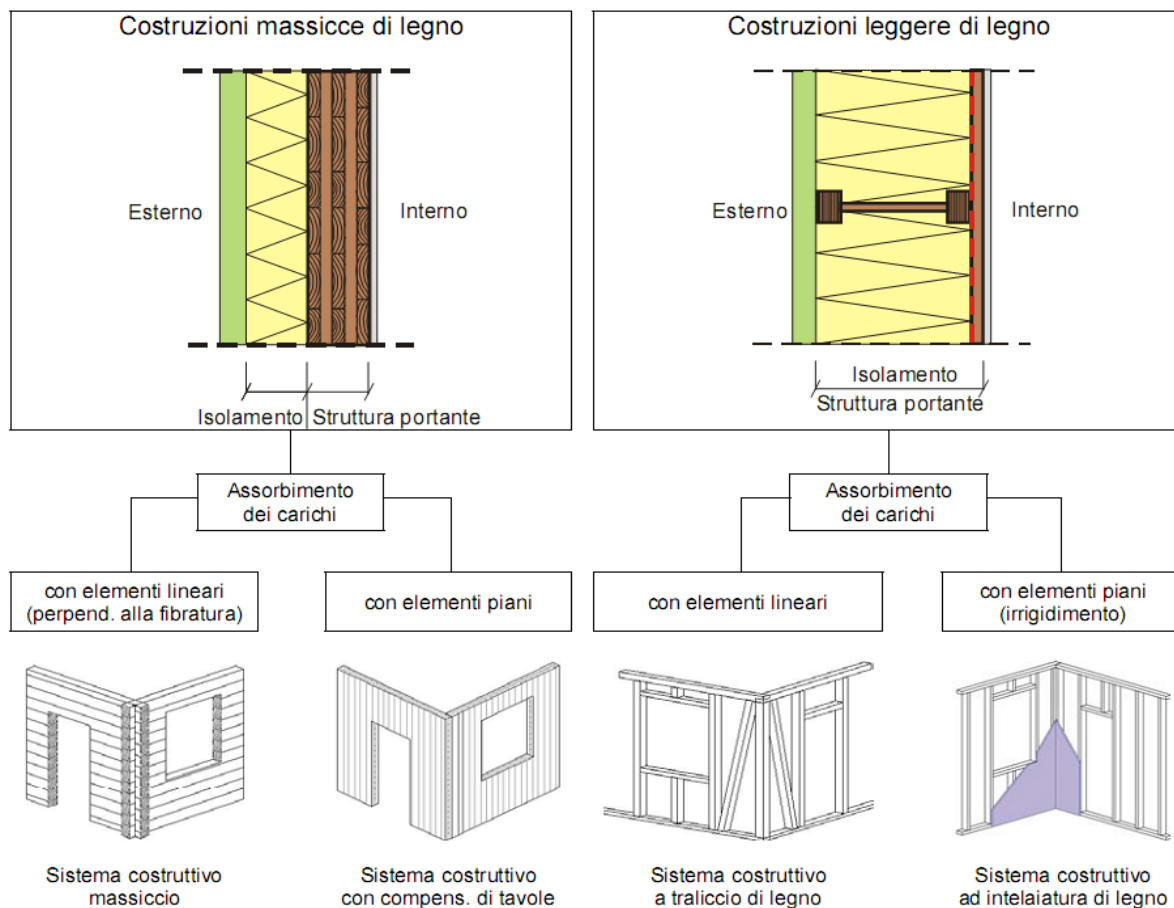 Costruzioni massicce di legno
Esterno
Interno
Isolamento
Struttura portante
Costruzioni leggere di legno
Esterno
Interno
Isolamento
Struttura portante
Assorbimento
dei carichi
Assorbimento
dei carichi
con elementi lineari
(perpend. alla fibratura)
con elementi piani
con elementi lineari
con elementi piani
(irrigidimento)
Sistema costruttivo
massiccio
Sistema costruttivo
con compens. di tavole
Sistema costruttivo
a traliccio di legno
Sistema costruttivo
ad intelaiatura di legno